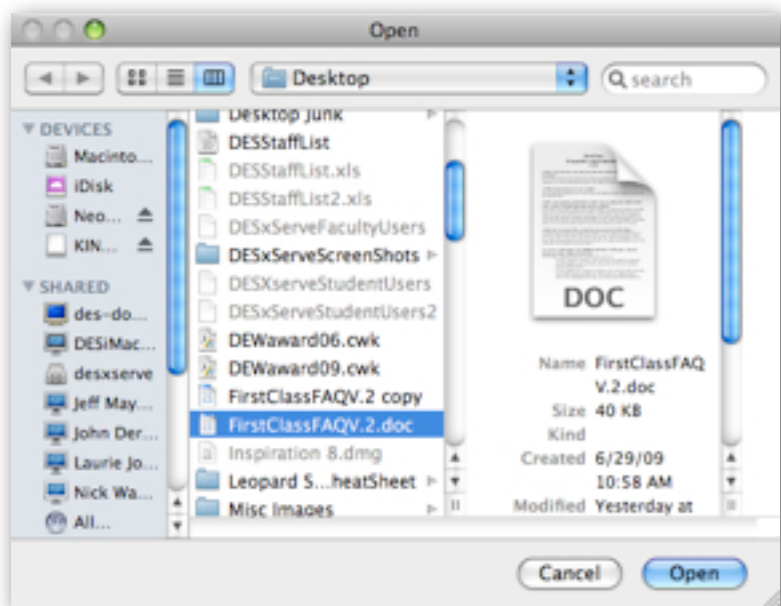 Open
Desktop
search
DEVICES
Macinto...
iDisk
Neo...
KIN...
SHARED
des-do...
DESiMac...
desxserve
Jeff May...
John Der...
Laurie Jo...
Nick Wa...
All...
Desktop Junk
DESStaffList
DESStaffList.xls
DESStaffList2.xls
DESxServeFacultyUsers
DESxServeScreenShots
DESXserveStudentUsers
DESxServeStudentUsers2
DEWaward06.cwk
DEWaward09.cwk
FirstClassFAQV.2 copy
FirstClassFAQV.2.doc
Inspiration 8.dmg
Leopard S...heatSheet
Misc Images
DOC
Name FirstClassFAQ
V.2.doc
Size 40 KB
Kind
Created 6/29/09
10:58 AM
Modified Yesterday at
Cancel
Open